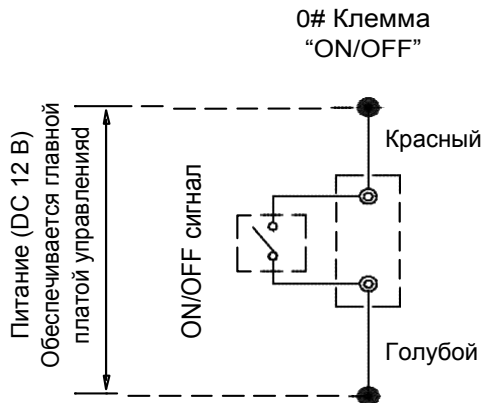 0# Клемма
“ON/OFF”
Красный
Питание (DC 12 В)
Обеспечивается главной
платой управленияd
ON/OFF сигнал
Голубой